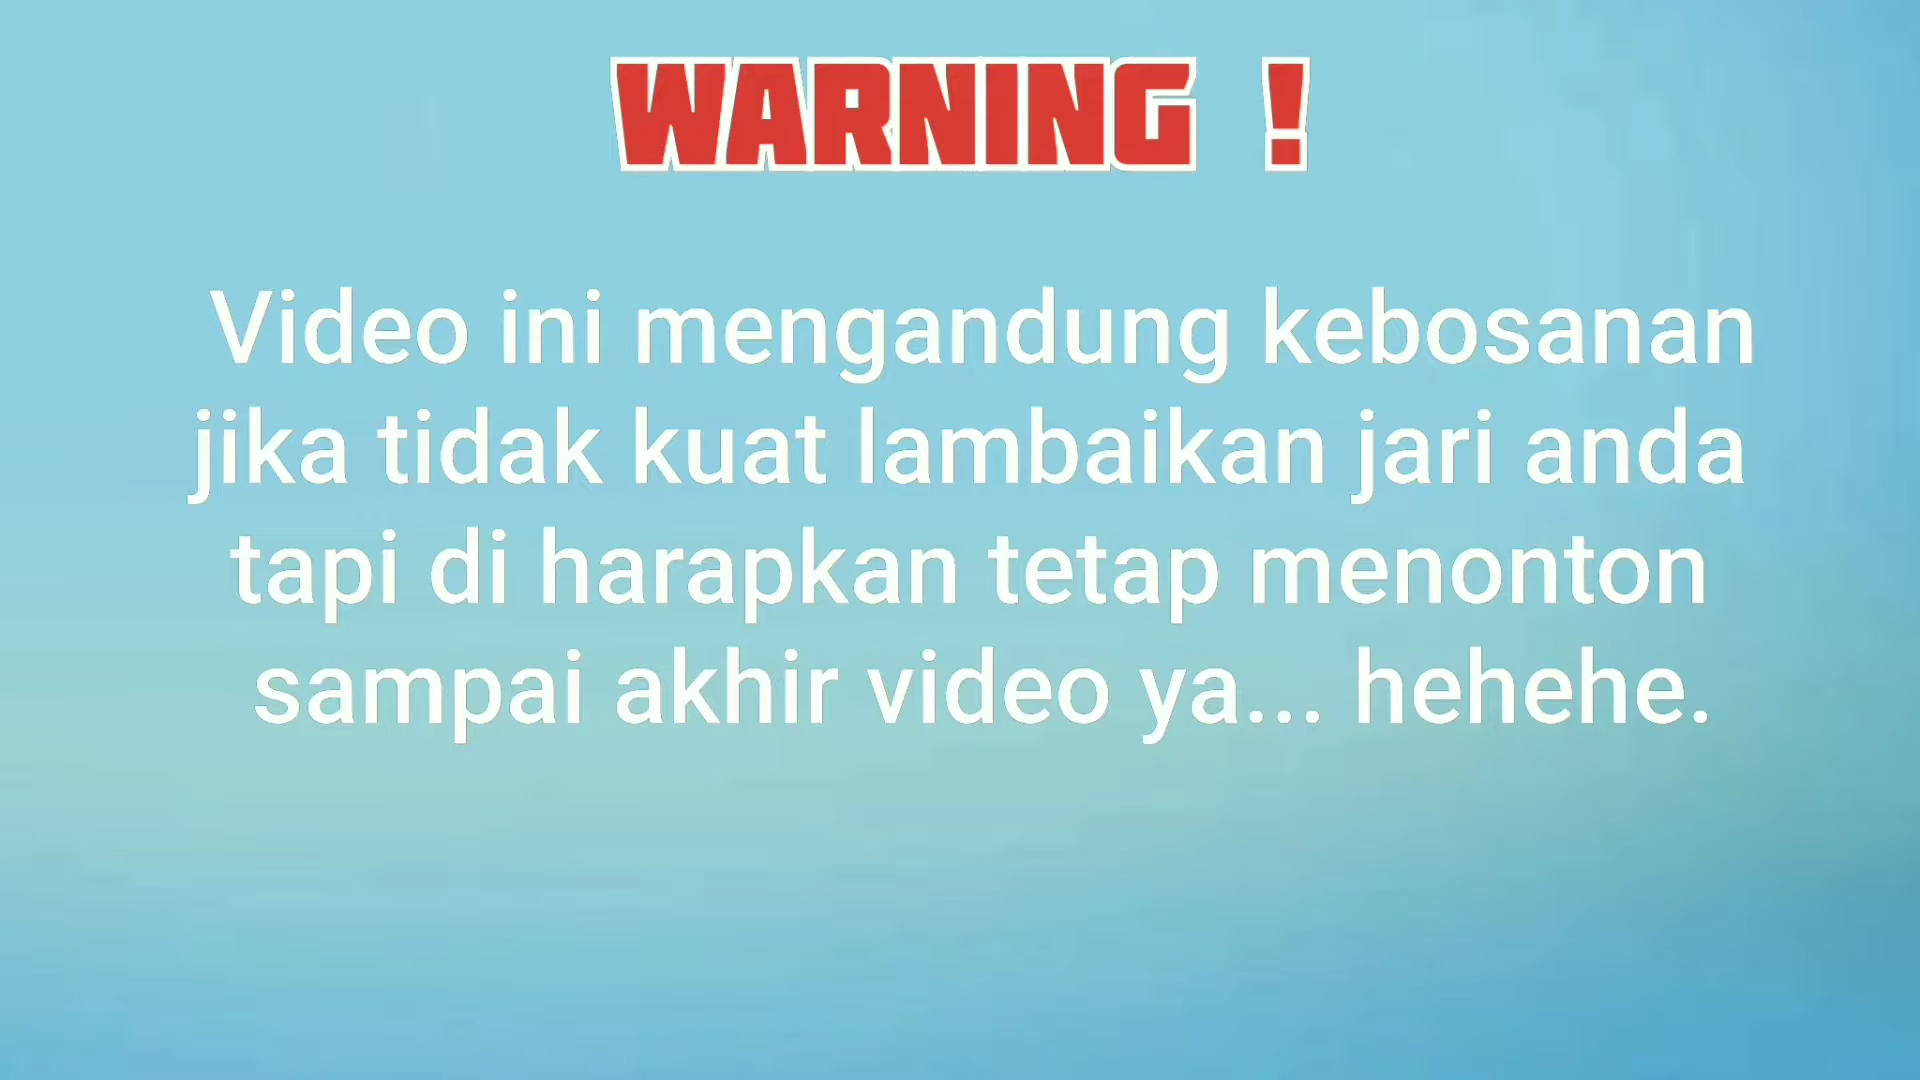 WARNING !
Video ini mengandung kebosanan
jika tidak kuat lambaikan jari anda
tapi di harapkan tetap menonton
sampai akhir video ya... hehehe.